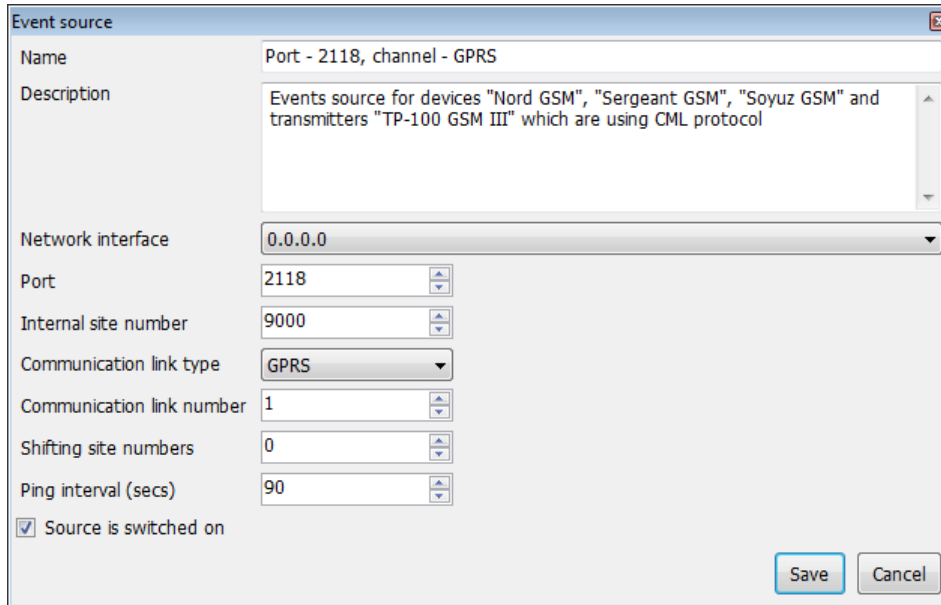 Event source
Name
Port - 2118, channel - GPRS
Description
Events source for devices "Nord GSM", "Sergeant GSM", "Soyuz GSM" and
transmitters "TP-100 GSM III" which are using CML protocol
Network interface
0.0.0.0
Port
2118
Internal site number
9000
Communication link type
GPRS
Communication link number
1
Shifting site numbers
0
Ping interval (secs)
90
Source is switched on
Save
Cancel